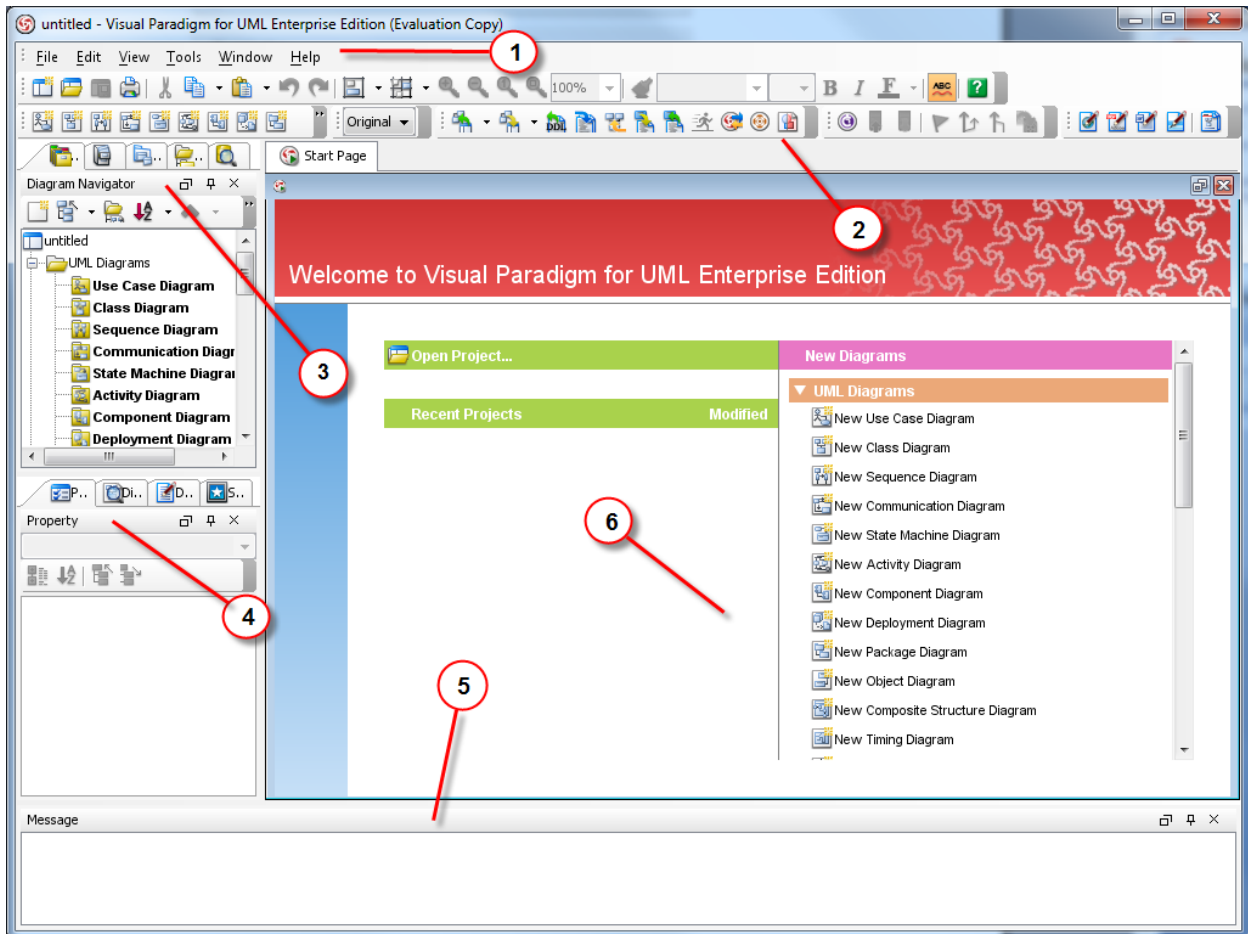 untitled - Visual Paradigm for UML Enterprise Edition (Evaluation Copy)
File Edit View Tools Window Help
1
100%
B I F ABC ?
Original
DDL
Start Page
Diagram Navigator
2
untitled
UML Diagrams
Use Case Diagram
Class Diagram
Sequence Diagram
Communication Diagr
State Machine Diagrar
Activity Diagram
Component Diagram
Deployment Diagram
3
Welcome to Visual Paradigm for UML Enterprise Edition
Open Project...
Recent Projects Modified
New Diagrams
UML Diagrams
New Use Case Diagram
New Class Diagram
New Sequence Diagram
New Communication Diagram
New State Machine Diagram
New Activity Diagram
New Component Diagram
New Deployment Diagram
New Package Diagram
New Object Diagram
New Composite Structure Diagram
New Timing Diagram
P.. Di.. D.. S..
Property
4
6
5
Message